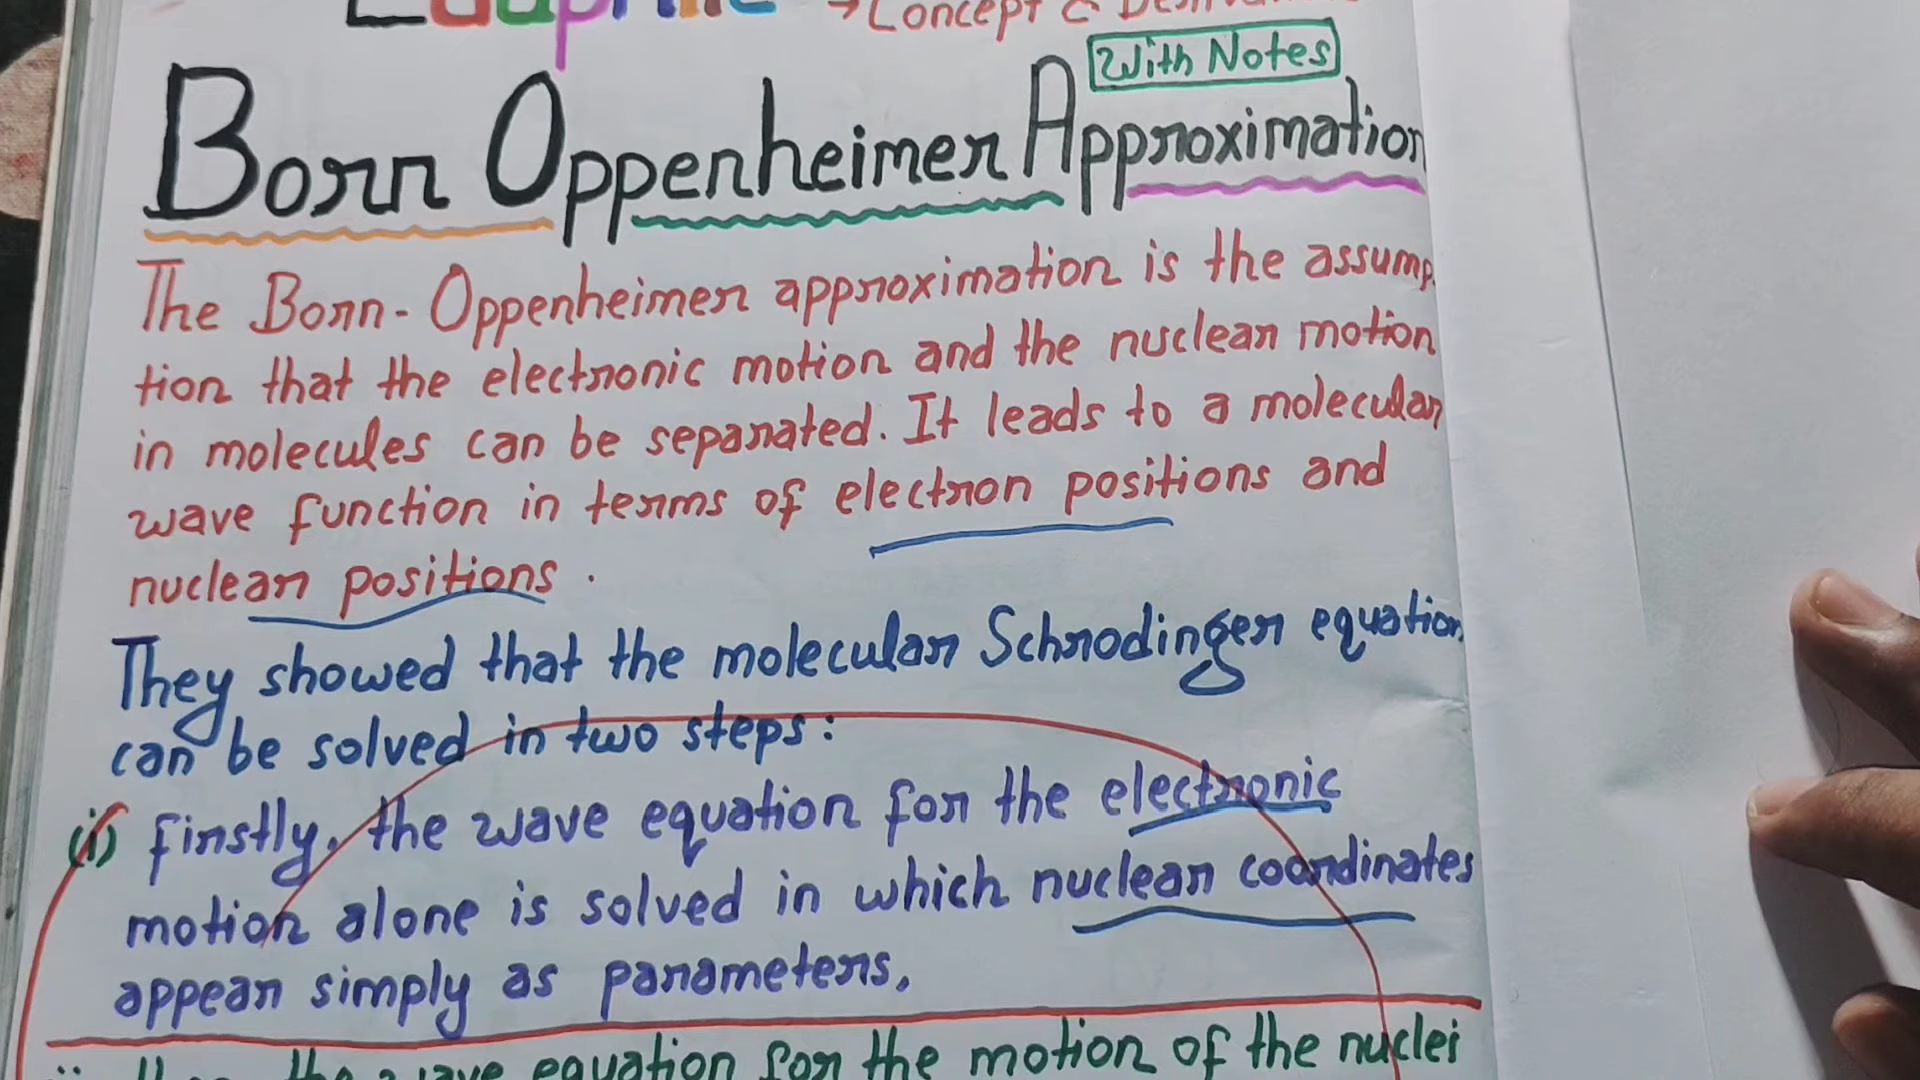 → Concept &
With Notes
Born Oppenheimer Approximation
The Born-Oppenheimer approximation is the assump
tion that the electronic motion and the nuclear motion
in molecules can be separated. It leads to a molecular
wave function in terms of electron positions and
nuclear positions.
They showed that the molecular Schrodinger equation
can be solved in two steps:
(i) firstly, the wave equation for the electronic
motion alone is solved in which nuclear coordinates
appear simply as parameters,
the wave equation for the motion of the nuclei